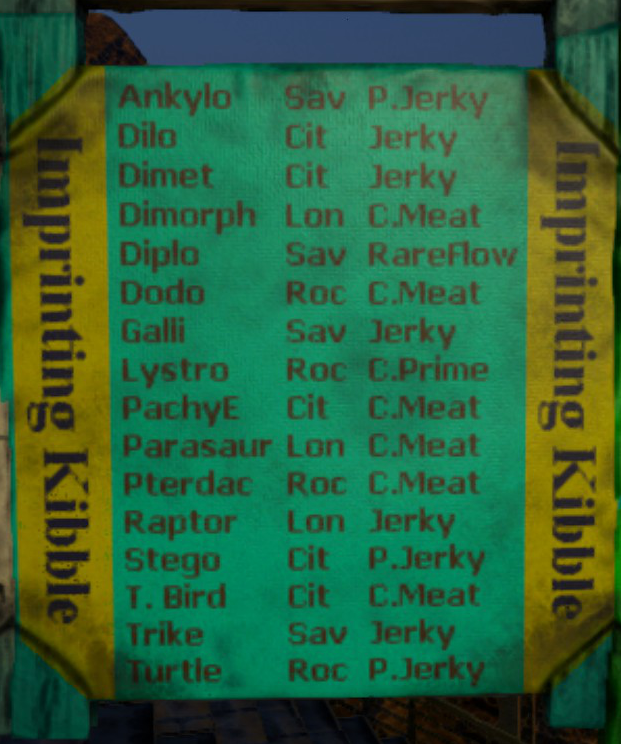 Imprinting Kibble
Ankylo Sav P.Jerky
Dilo Cit Jerky
Dimet Cit Jerky
Dimorph Lon C.Meat
Diplo Sav RareFlow
Dodo Roc C.Meat
Galli Sav Jerky
Lystro Roc C.Prime
PachyE Cit C.Meat
Parasaur Lon C.Meat
Pterdac Roc C.Meat
Raptor Lon Jerky
Stego Cit P.Jerky
T. Bird Cit C.Meat
Trike Sav Jerky
Turtle Roc P.Jerky
Imprinting Kibble